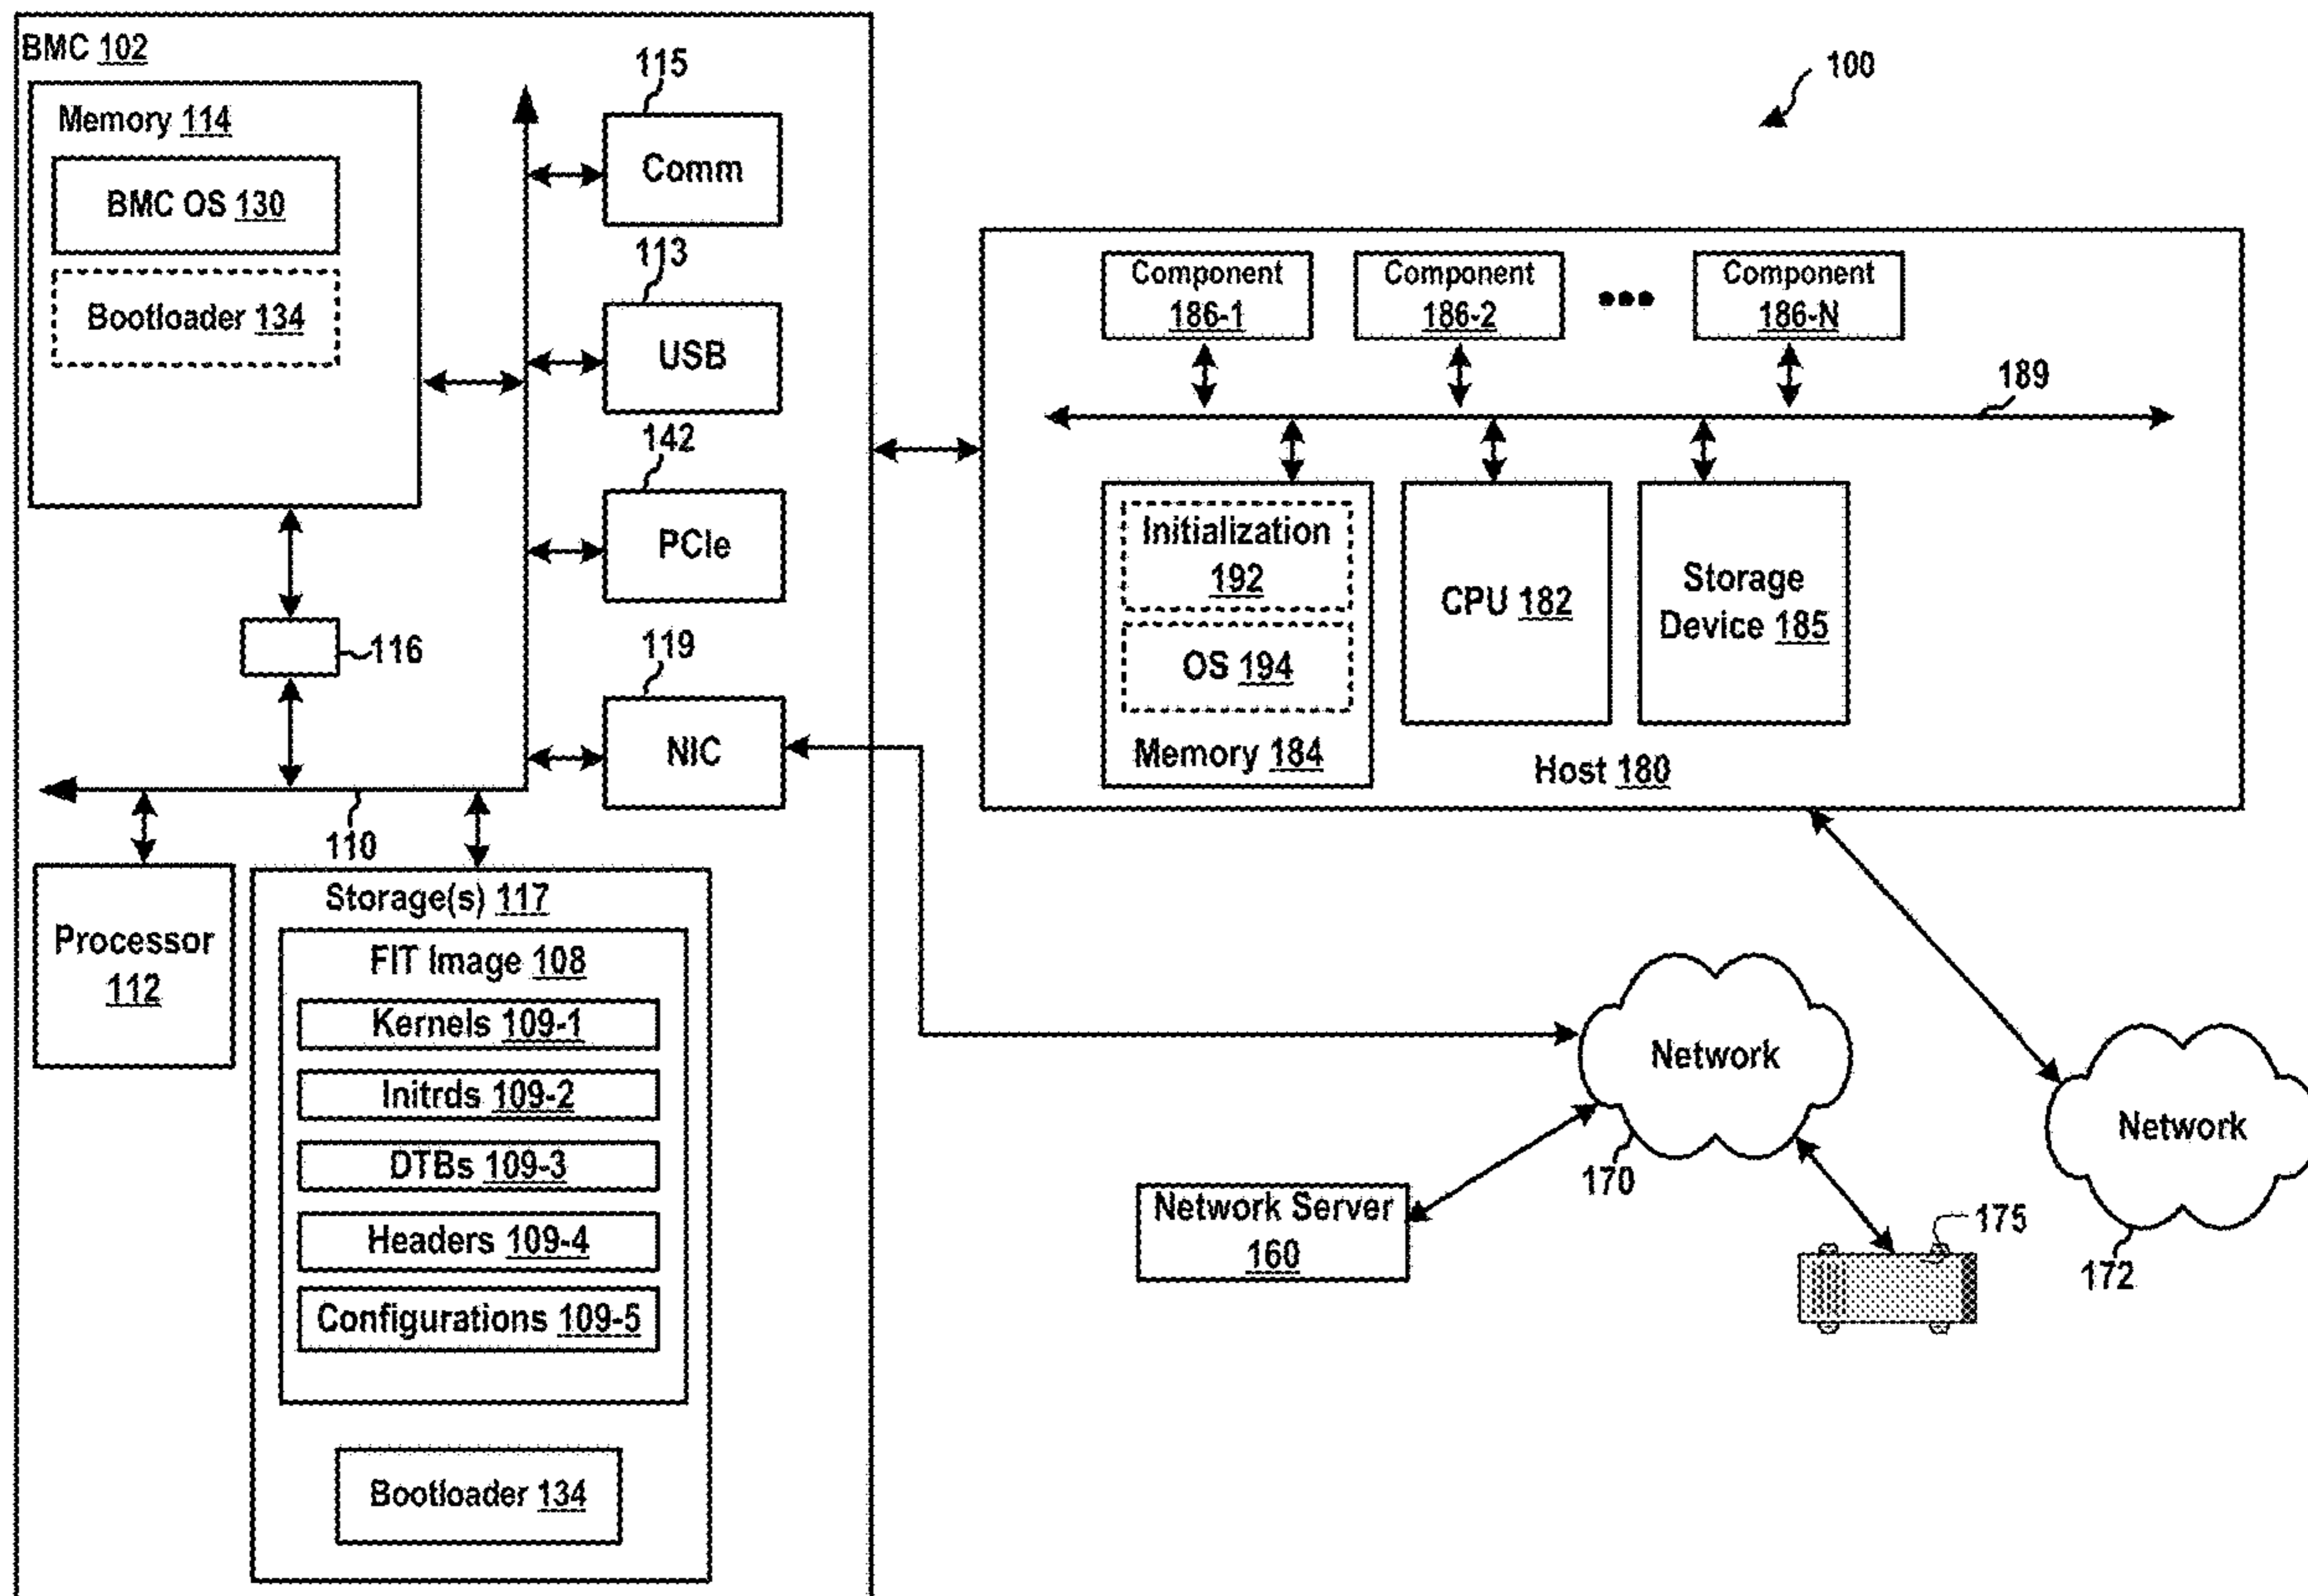 BMC 102
Memory 114
BMC OS 130
Bootloader 134
115
Comm
113
USB
142
PCIe
116
119
NIC
110
Processor
112
Storage(s) 117
FIT Image 108
Kernels 109-1
Initrds 109-2
DTBs 109-3
Headers 109-4
Configurations 109-5
Bootloader 134
100
Component
186-1
Component
186-2
•••
Component
186-N
189
Initialization
192
OS 194
Memory 184
CPU 182
Storage
Device 185
Host 180
Network
170
Network
172
Network Server
160
175